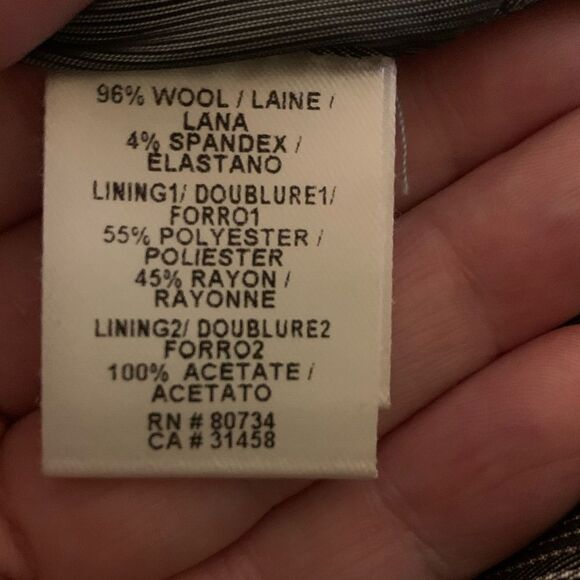 96% WOOL / LAINE /
LANA
4% SPANDEX /
ELASTANO
LINING1/ DOUBLURE1/
FORRO1
55% POLYESTER /
POLIESTER
45% RAYON /
RAYONNE
LINING2/ DOUBLURE2
FORRO2
100% ACETATE /
ACETATO
RN # 80734
CA # 31458